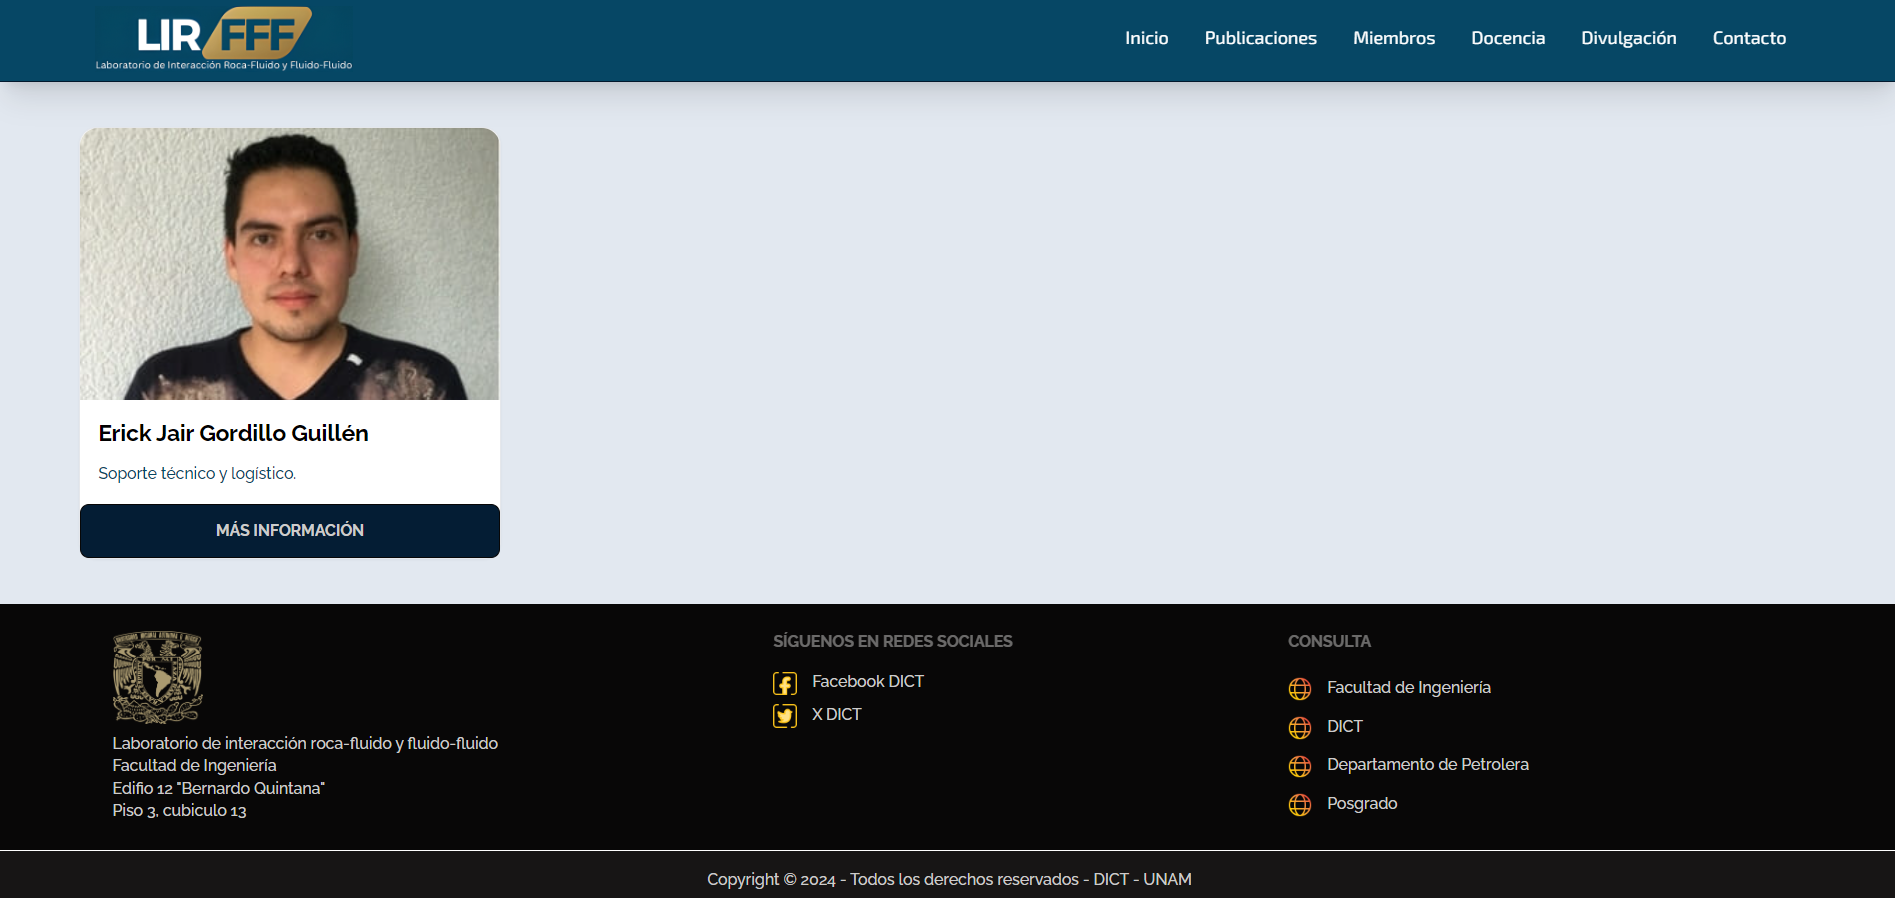 LIR FFF
Laboratorio de Interacción Roca-Fluido y Fluido-Fluido
Inicio
Publicaciones
Miembros
Docencia
Divulgación
Contacto
Erick Jair Gordillo Guillén
Soporte técnico y logístico.
MÁS INFORMACIÓN
Laboratorio de interacción roca-fluido y fluido-fluido
Facultad de Ingeniería
Edifio 12 "Bernardo Quintana"
Piso 3, cubiculo 13
SÍGUENOS EN REDES SOCIALES
Facebook DICT
X DICT
CONSULTA
Facultad de Ingeniería
DICT
Departamento de Petrolera
Posgrado
Copyright © 2024 - Todos los derechos reservados - DICT - UNAM